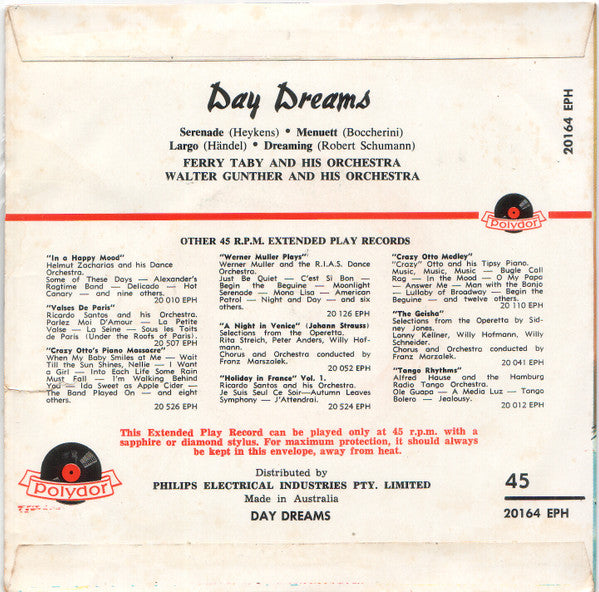 Day Dreams
Serenade (Heykens) • Menuett (Boccherini)
Largo (Händel) • Dreaming (Robert Schumann)
FERRY TABY AND HIS ORCHESTRA
WALTER GUNTHER AND HIS ORCHESTRA
20164 EPH
polydor
OTHER 45 R.P.M. EXTENDED PLAY RECORDS
"In a Happy Mood"
Helmut Zacharias and his Dance
Orchestra.
Some of These Days — Alexander's
Ragtime Band — Delicado — Hot
Canary — and nine others.
20 010 EPH
"Valses De Paris"
Ricardo Santos and his Orchestra.
Parlez Moi D'Amour — La Petite
Valse — La Seine — Sous les Toits
de Paris (Under the Roofs of Paris).
20 507 EPH
"Crazy Otto's Piano Massacre"
When My Baby Smiles at Me — Wait
Till the Sun Shines, Nellie — I Want
a Girl — Into Each Life Some Rain
Must Fall — I'm Walking Behind
You — Ida Sweet as Apple Cider —
The Band Played On — and eight
others.
20 526 EPH
"Werner Muller Plays"
Werner Muller and the R.I.A.S. Dance
Orchestra.
Just Be Quiet — C'est Si Bon —
Begin the Beguine — Moonlight
Serenade — Mona Lisa — American
Patrol — Night and Day — and six
others.
20 126 EPH
"A Night in Venice" (Johann Strauss)
Selections from the Operetta.
Rita Streich, Peter Anders, Willy Hof-
mann.
Chorus and Orchestra conducted by
Franz Marszalek.
20 052 EPH
"Holiday in France" Vol. 1.
Ricardo Santos and his Orchestra.
Je Suis Seul Ce Soir—Autumn Leaves
Symphony — J'Attendrai.
20 524 EPH
"Crazy Otto Medley"
"Crazy" Otto and his Tipsy Piano.
Music, Music, Music — Bugle Call
Rag — In the Mood — O My Papa
— Answer Me — Man with the Banjo
— Lullaby of Broadway — Begin the
Beguine — and twelve others.
20 110 EPH
"The Geisha"
Selections from the Operetta by Sid-
ney Jones.
Lonny Kellner, Willy Hofmann, Willy
Schneider.
Chorus and Orchestra conducted by
Franz Marszalek.
20 041 EPH
"Tango Rhythms"
Alfred Hause and the Hamburg
Radio Tango Orchestra.
Ole Guapa — A Media Luz — Tango
Bolero — Jealousy.
20 012 EPH
This Extended Play Record can be played only at 45 r.p.m. with a
sapphire or diamond stylus. For maximum protection, it should always
be kept in this envelope, away from heat.
polydor
Distributed by
PHILIPS ELECTRICAL INDUSTRIES PTY. LIMITED
Made in Australia
DAY DREAMS
45
20164 EPH